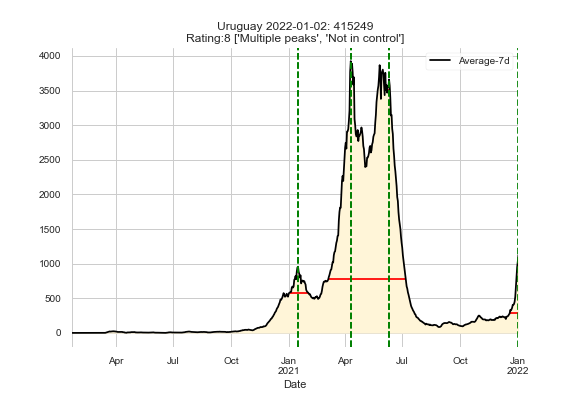 Uruguay 2022-01-02: 415249
Rating:8 ['Multiple peaks', 'Not in control']
Average-7d
4000
3500
3000
2500
2000
1500
1000
500
0
Apr Jul Oct Jan Apr Jul Oct Jan
2021 2022
Date